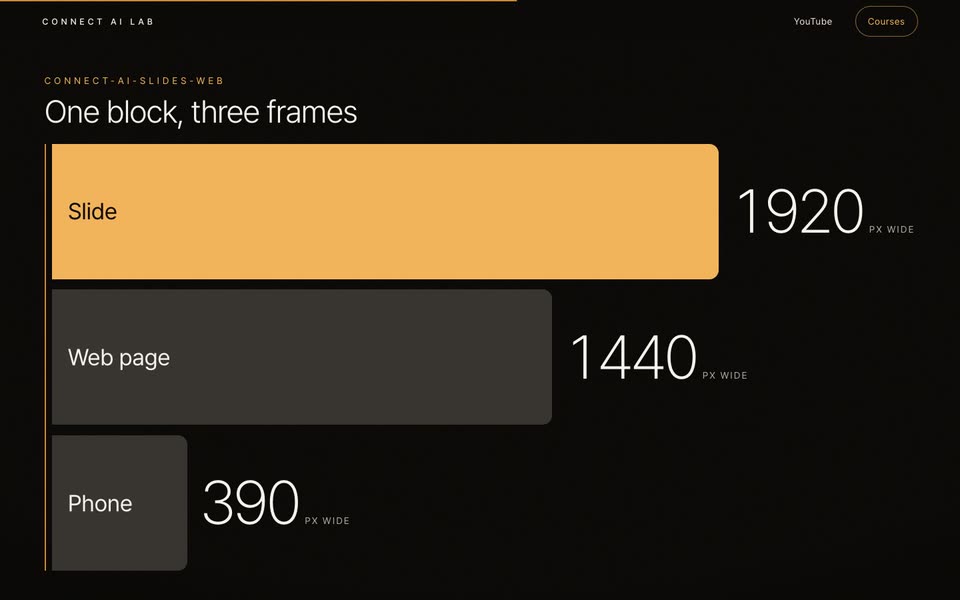 CONNECT AI LAB
YouTube
Courses
CONNECT-AI-SLIDES-WEB
One block, three frames
Slide
1920 PX WIDE
Web page
1440 PX WIDE
Phone
390 PX WIDE